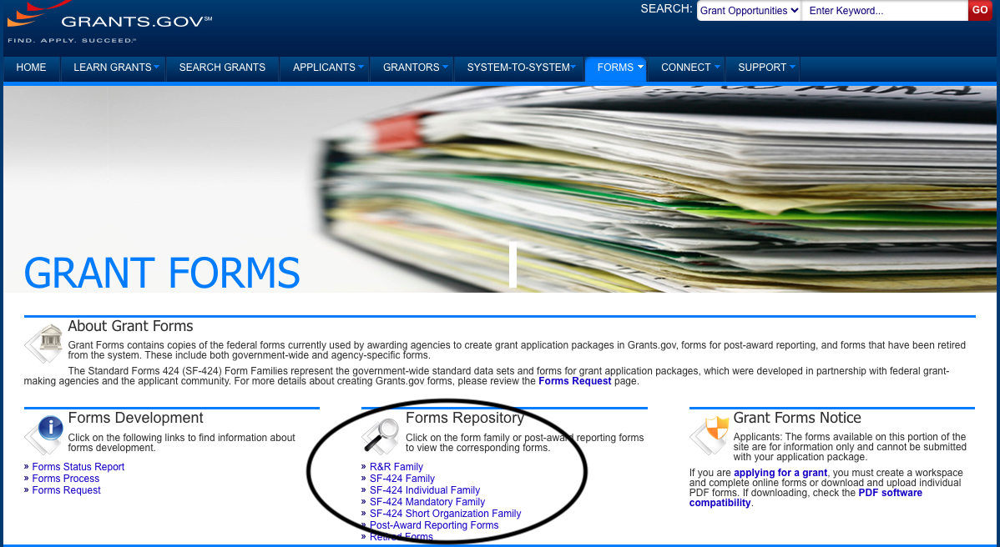 SEARCH: Grant Opportunities Enter Keyword... GO
GRANTS.GOV℠
FIND. APPLY. SUCCEED.℠
HOME LEARN GRANTS SEARCH GRANTS APPLICANTS GRANTORS SYSTEM-TO-SYSTEM FORMS CONNECT SUPPORT
GRANT FORMS
About Grant Forms
Grant Forms contains copies of the federal forms currently used by awarding agencies to create grant application packages in Grants.gov, forms for post-award reporting, and forms that have been retired
from the system. These include both government-wide and agency-specific forms.
The Standard Forms 424 (SF-424) Form Families represent the government-wide standard data sets and forms for grant application packages, which were developed in partnership with federal grant-
making agencies and the applicant community. For more details about creating Grants.gov forms, please review the Forms Request page.
Forms Development
Click on the following links to find information about
forms development.
» Forms Status Report
» Forms Process
» Forms Request
Forms Repository
Click on the form family or post-award reporting forms
to view the corresponding forms.
» R&R Family
» SF-424 Family
» SF-424 Individual Family
» SF-424 Mandatory Family
» SF-424 Short Organization Family
» Post-Award Reporting Forms
» Retired Forms
Grant Forms Notice
Applicants: The forms available on this portion of the
site are for information only and cannot be submitted
with your application package.
If you are applying for a grant, you must create a workspace
and complete online forms or download and upload individual
PDF forms. If downloading, check the PDF software
compatibility.